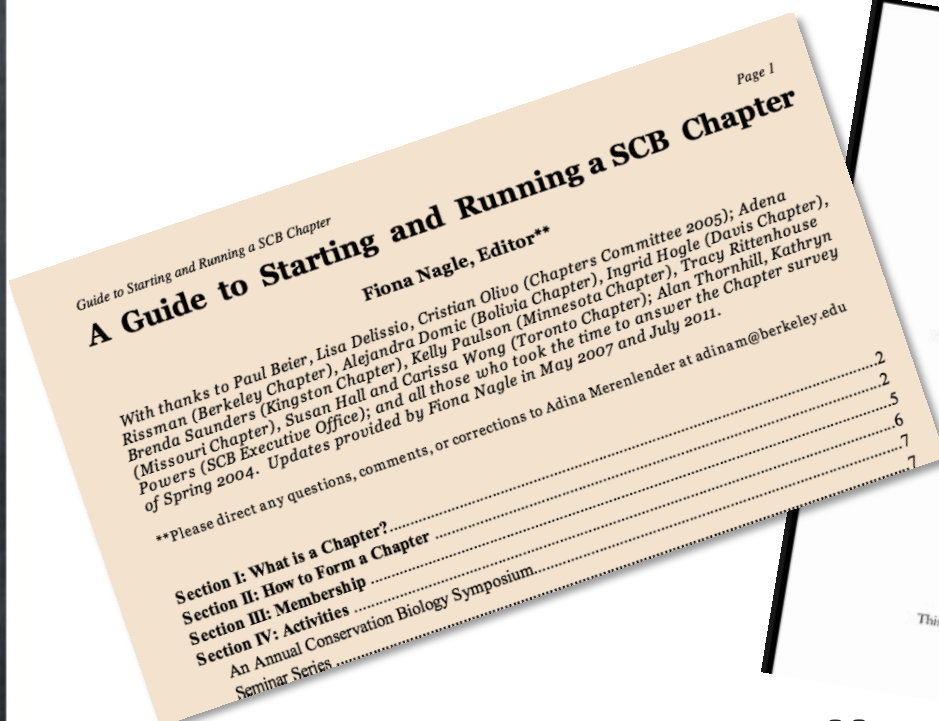 Guide to Starting and Running a SCB Chapter Page 1
A Guide to Starting and Running a SCB Chapter
Fiona Nagle, Editor**
With thanks to Paul Beier, Lisa Delissio, Cristian Olivo (Chapters Committee 2005); Adena
Rissman (Berkeley Chapter), Alejandra Domic (Bolivia Chapter), Ingrid Hogle (Davis Chapter),
Brenda Saunders (Kingston Chapter), Kelly Paulson (Minnesota Chapter), Tracy Rittenhouse
(Missouri Chapter), Susan Hall and Carissa Wong (Toronto Chapter); Alan Thornhill, Kathryn
Powers (SCB Executive Office); and all those who took the time to answer the Chapter survey
of Spring 2004. Updates provided by Fiona Nagle in May 2007 and July 2011.
**Please direct any questions, comments, or corrections to Adina Merenlender at adinam@berkeley.edu
Section I: What is a Chapter?..........2
Section II: How to Form a Chapter ..........2
Section III: Membership ..........5
Section IV: Activities ..........6
An Annual Conservation Biology Symposium..........7
Seminar Series ..........7